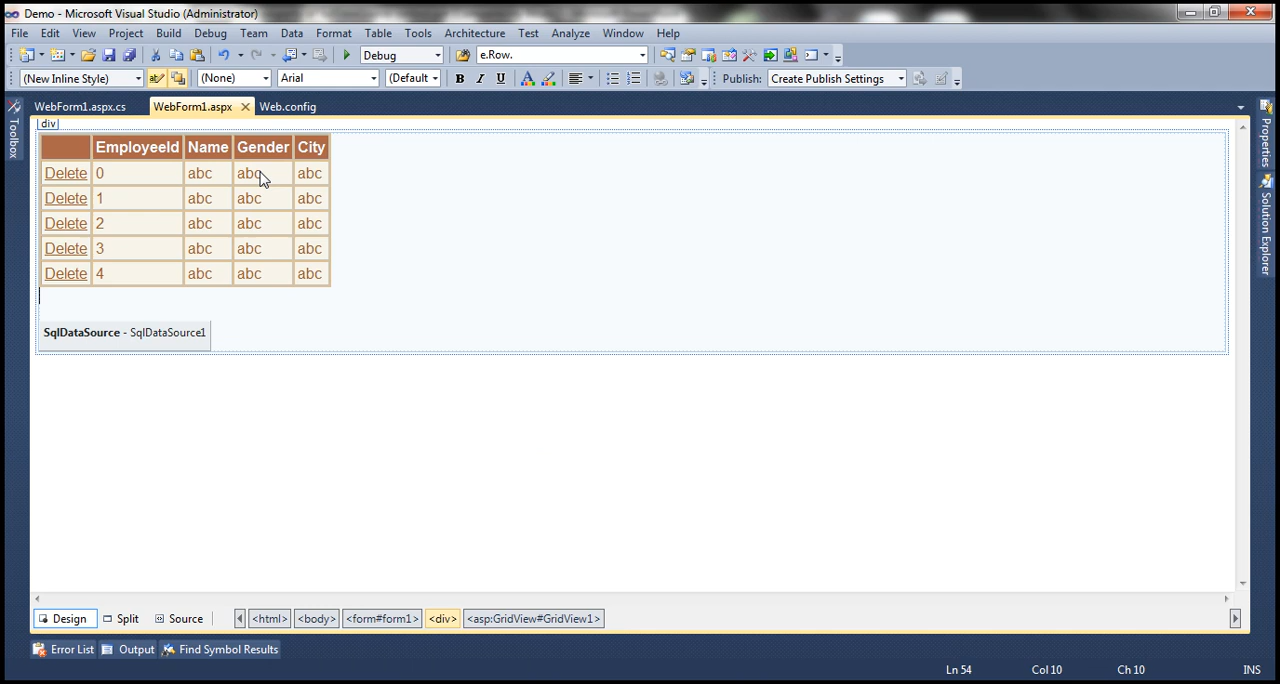 Demo - Microsoft Visual Studio (Administrator)
File Edit View Project Build Debug Team Data Format Table Tools Architecture Test Analyze Window Help
Debug e.Row.
(New Inline Style) (None) Arial (Default B I U A Publish: Create Publish Settings
WebForm1.aspx.cs WebForm1.aspx Web.config
Toolbox
Properties
Solution Explorer
div
EmployeeId Name Gender City
Delete 0 abc abc abc
Delete 1 abc abc abc
Delete 2 abc abc abc
Delete 3 abc abc abc
Delete 4 abc abc abc
SqlDataSource - SqlDataSource1
Design Split Source <html> <body> <form#form1> <div> <asp:GridView#GridView1>
Error List Output Find Symbol Results
Ln 54 Col 10 Ch 10 INS